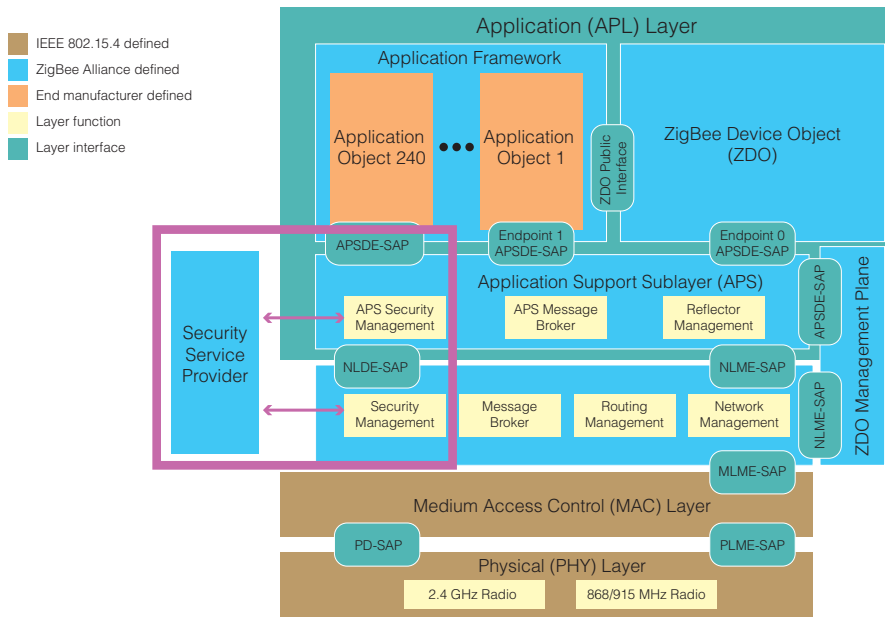 IEEE 802.15.4 defined
ZigBee Alliance defined
End manufacturer defined
Layer function
Layer interface
Application (APL) Layer
Application Framework
Application
Object 240
Application
Object 1
ZDO Public
Interface
ZigBee Device Object
(ZDO)
APSDE-SAP
Endpoint 1
APSDE-SAP
Endpoint 0
APSDE-SAP
Application Support Sublayer (APS)
APS Security
Management
APS Message
Broker
Reflector
Management
APSDE-SAP
ZDO Management Plane
Security
Service
Provider
NLDE-SAP
NLME-SAP
NLME-SAP
Security
Management
Message
Broker
Routing
Management
Network
Management
MLME-SAP
Medium Access Control (MAC) Layer
PD-SAP
PLME-SAP
Physical (PHY) Layer
2.4 GHz Radio
868/915 MHz Radio